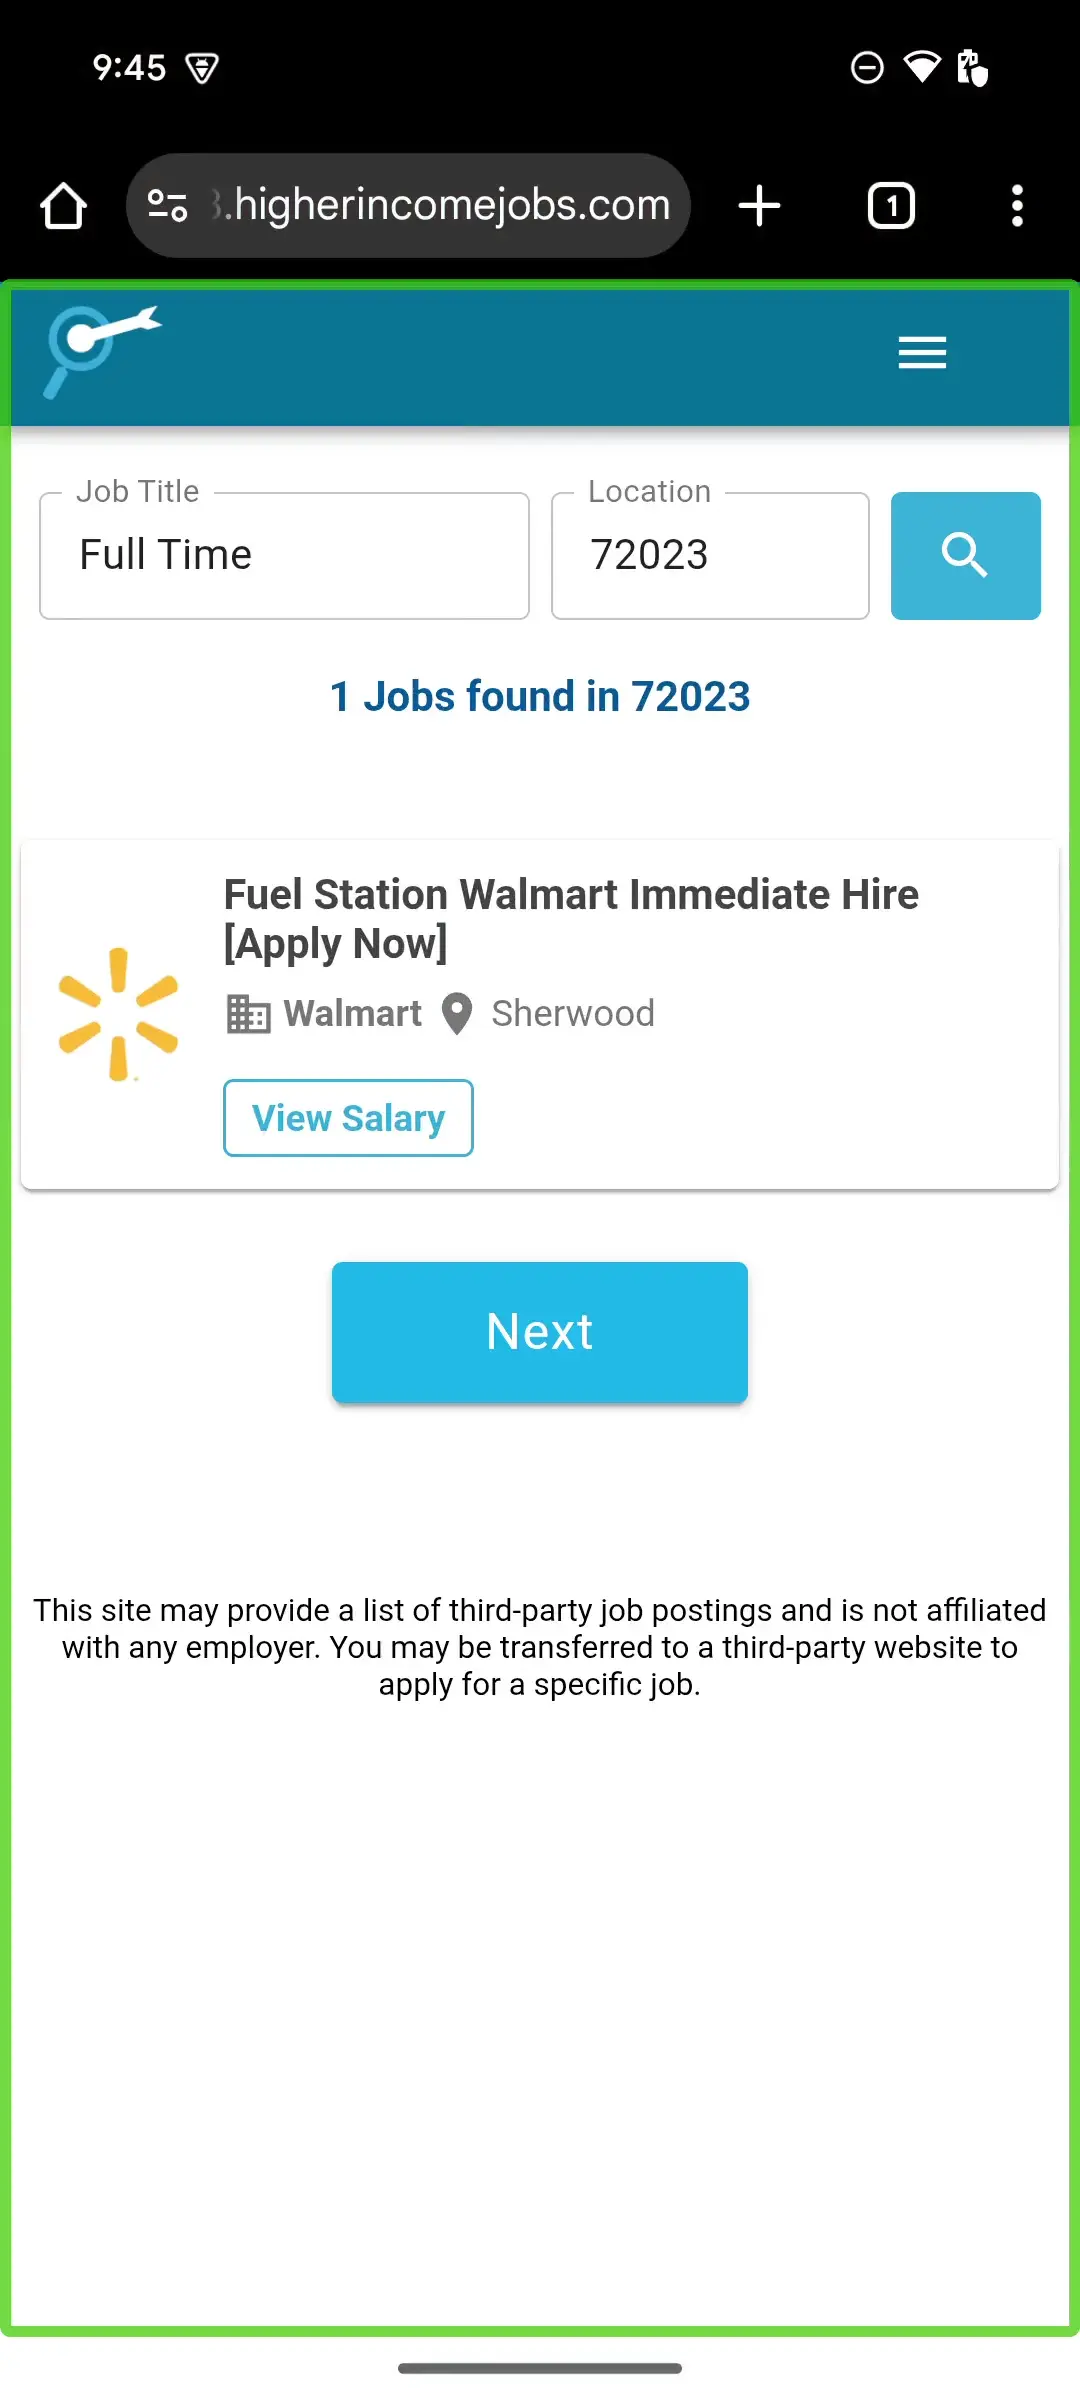 9:45
.higherincomejobs.com
1
Job Title
Location
Full Time
72023
1 Jobs found in 72023
Fuel Station Walmart Immediate Hire
[Apply Now]
Walmart Sherwood
View Salary
Next
This site may provide a list of third-party job postings and is not affiliated
with any employer. You may be transferred to a third-party website to
apply for a specific job.